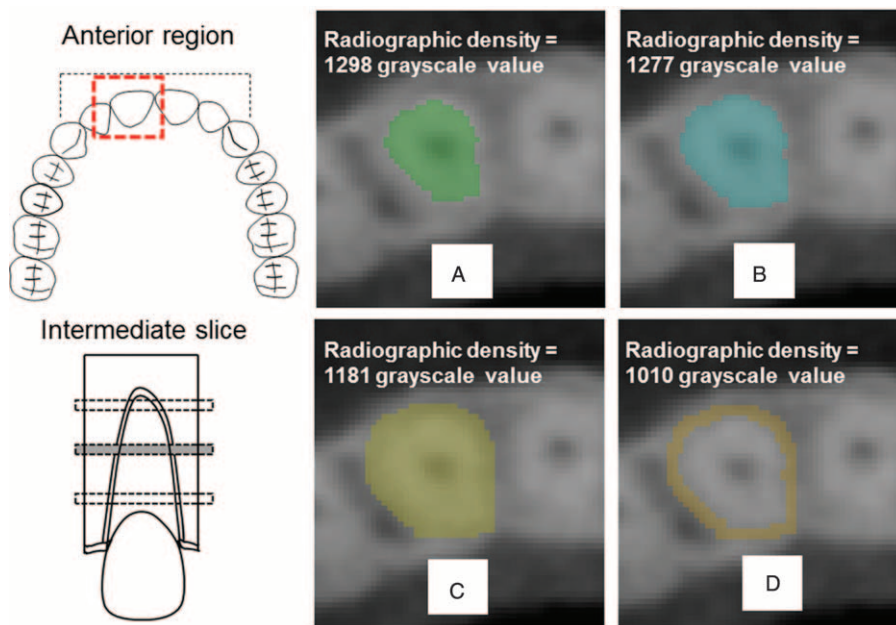 Anterior region
Radiographic density =
1298 grayscale value
A
Radiographic density =
1277 grayscale value
B
Intermediate slice
Radiographic density =
1181 grayscale value
C
Radiographic density =
1010 grayscale value
D